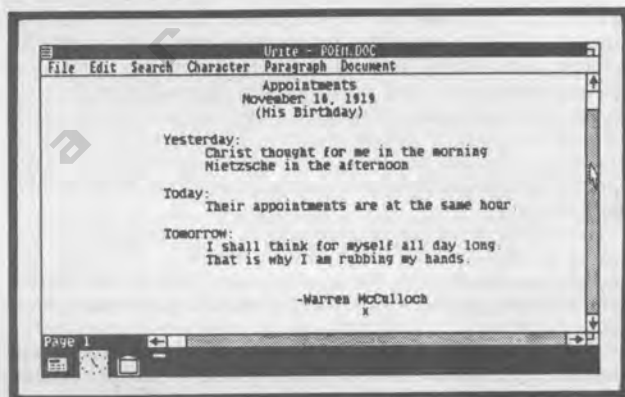 Write - POEM.DOC
File Edit Search Character Paragraph Document
Appointments
November 16, 1919
(His Birthday)
Yesterday:
Christ thought for me in the morning
Nietzsche in the afternoon
Today:
Their appointments are at the same hour.
Tomorrow:
I shall think for myself all day long.
That is why I am rubbing my hands.
-Warren McCulloch
Page 1